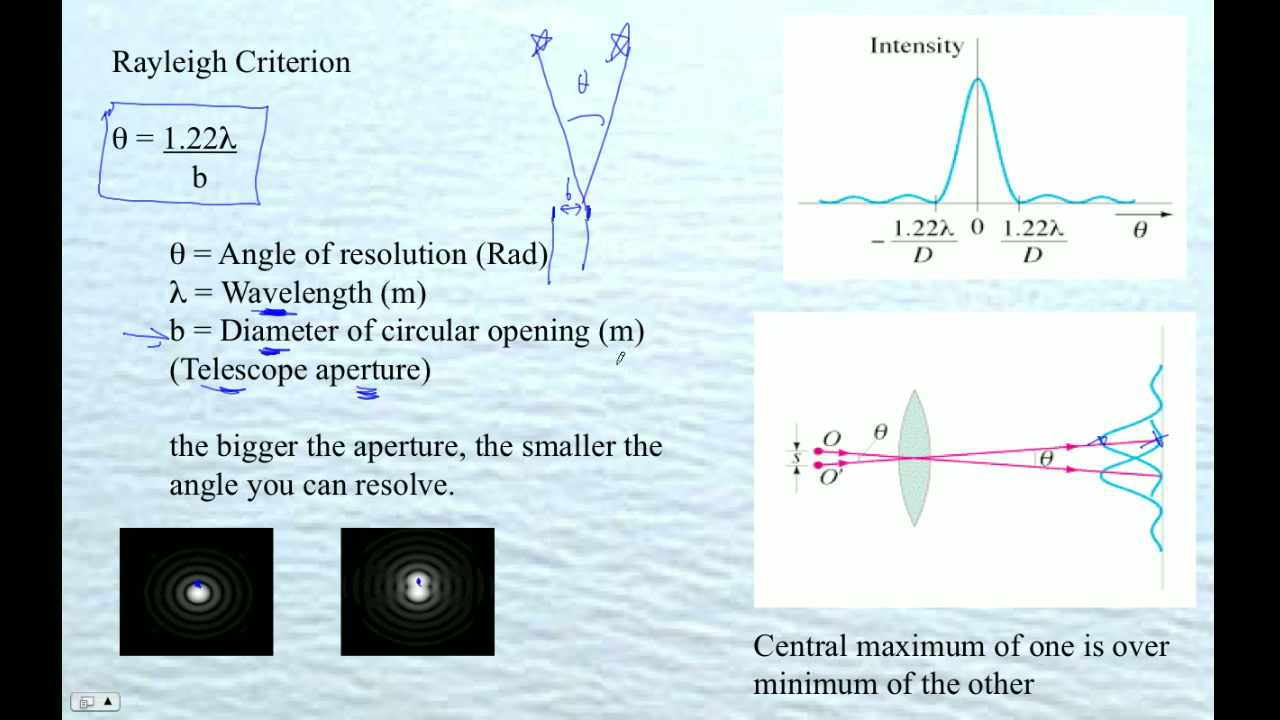 Rayleigh Criterion
θ = 1.22λ
b
θ = Angle of resolution (Rad)
λ = Wavelength (m)
b = Diameter of circular opening (m)
(Telescope aperture)
the bigger the aperture, the smaller the
angle you can resolve.
θ
b
Intensity
- 1.22λ/D 0 1.22λ/D θ
O θ
s θ
O'
Central maximum of one is over
minimum of the other